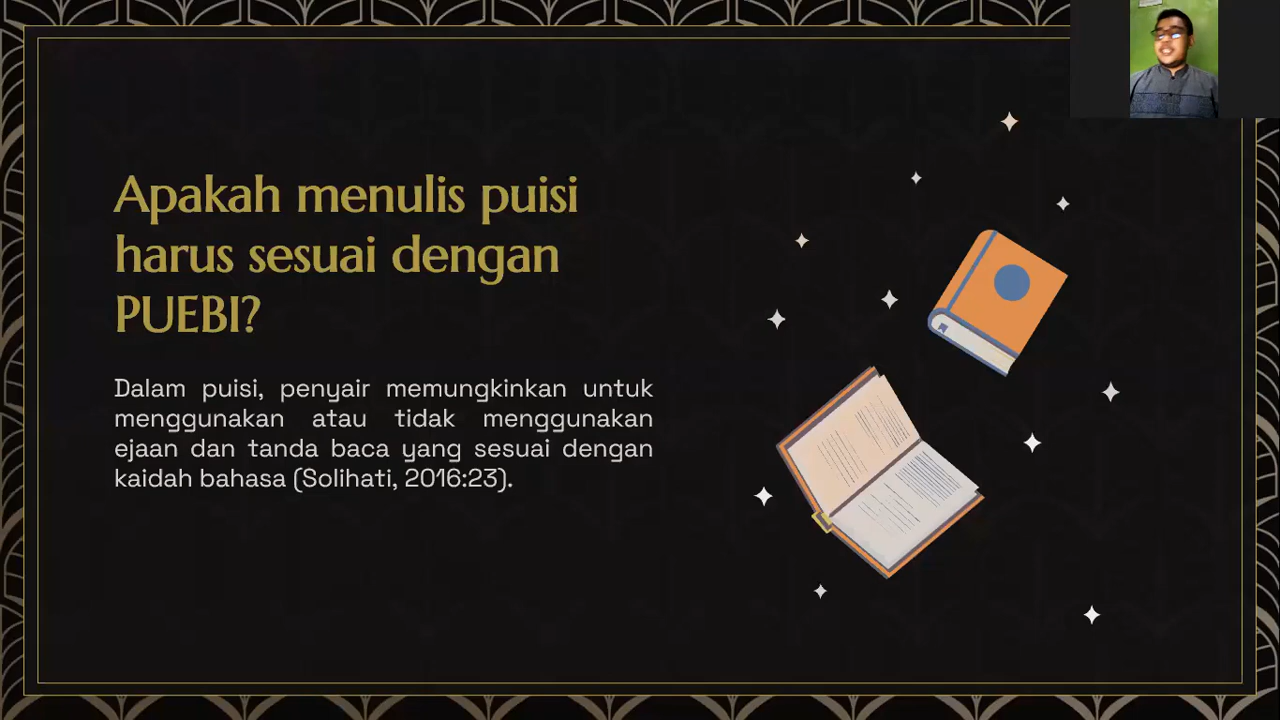 Apakah menulis puisi
harus sesuai dengan
PUEBI?
Dalam puisi, penyair memungkinkan untuk
menggunakan atau tidak menggunakan
ejaan dan tanda baca yang sesuai dengan
kaidah bahasa (Solihati, 2016:23).